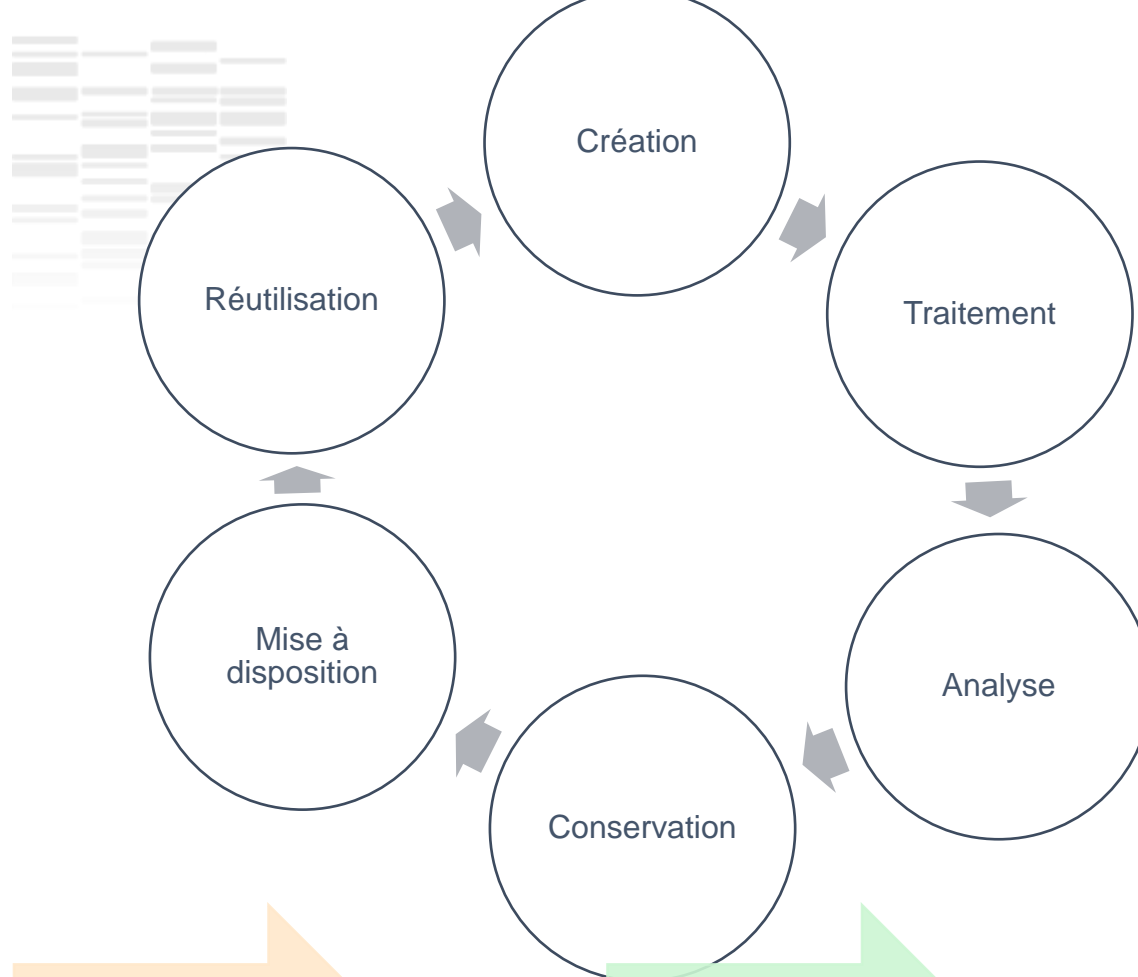 Création
Traitement
Analyse
Conservation
Mise à
disposition
Réutilisation